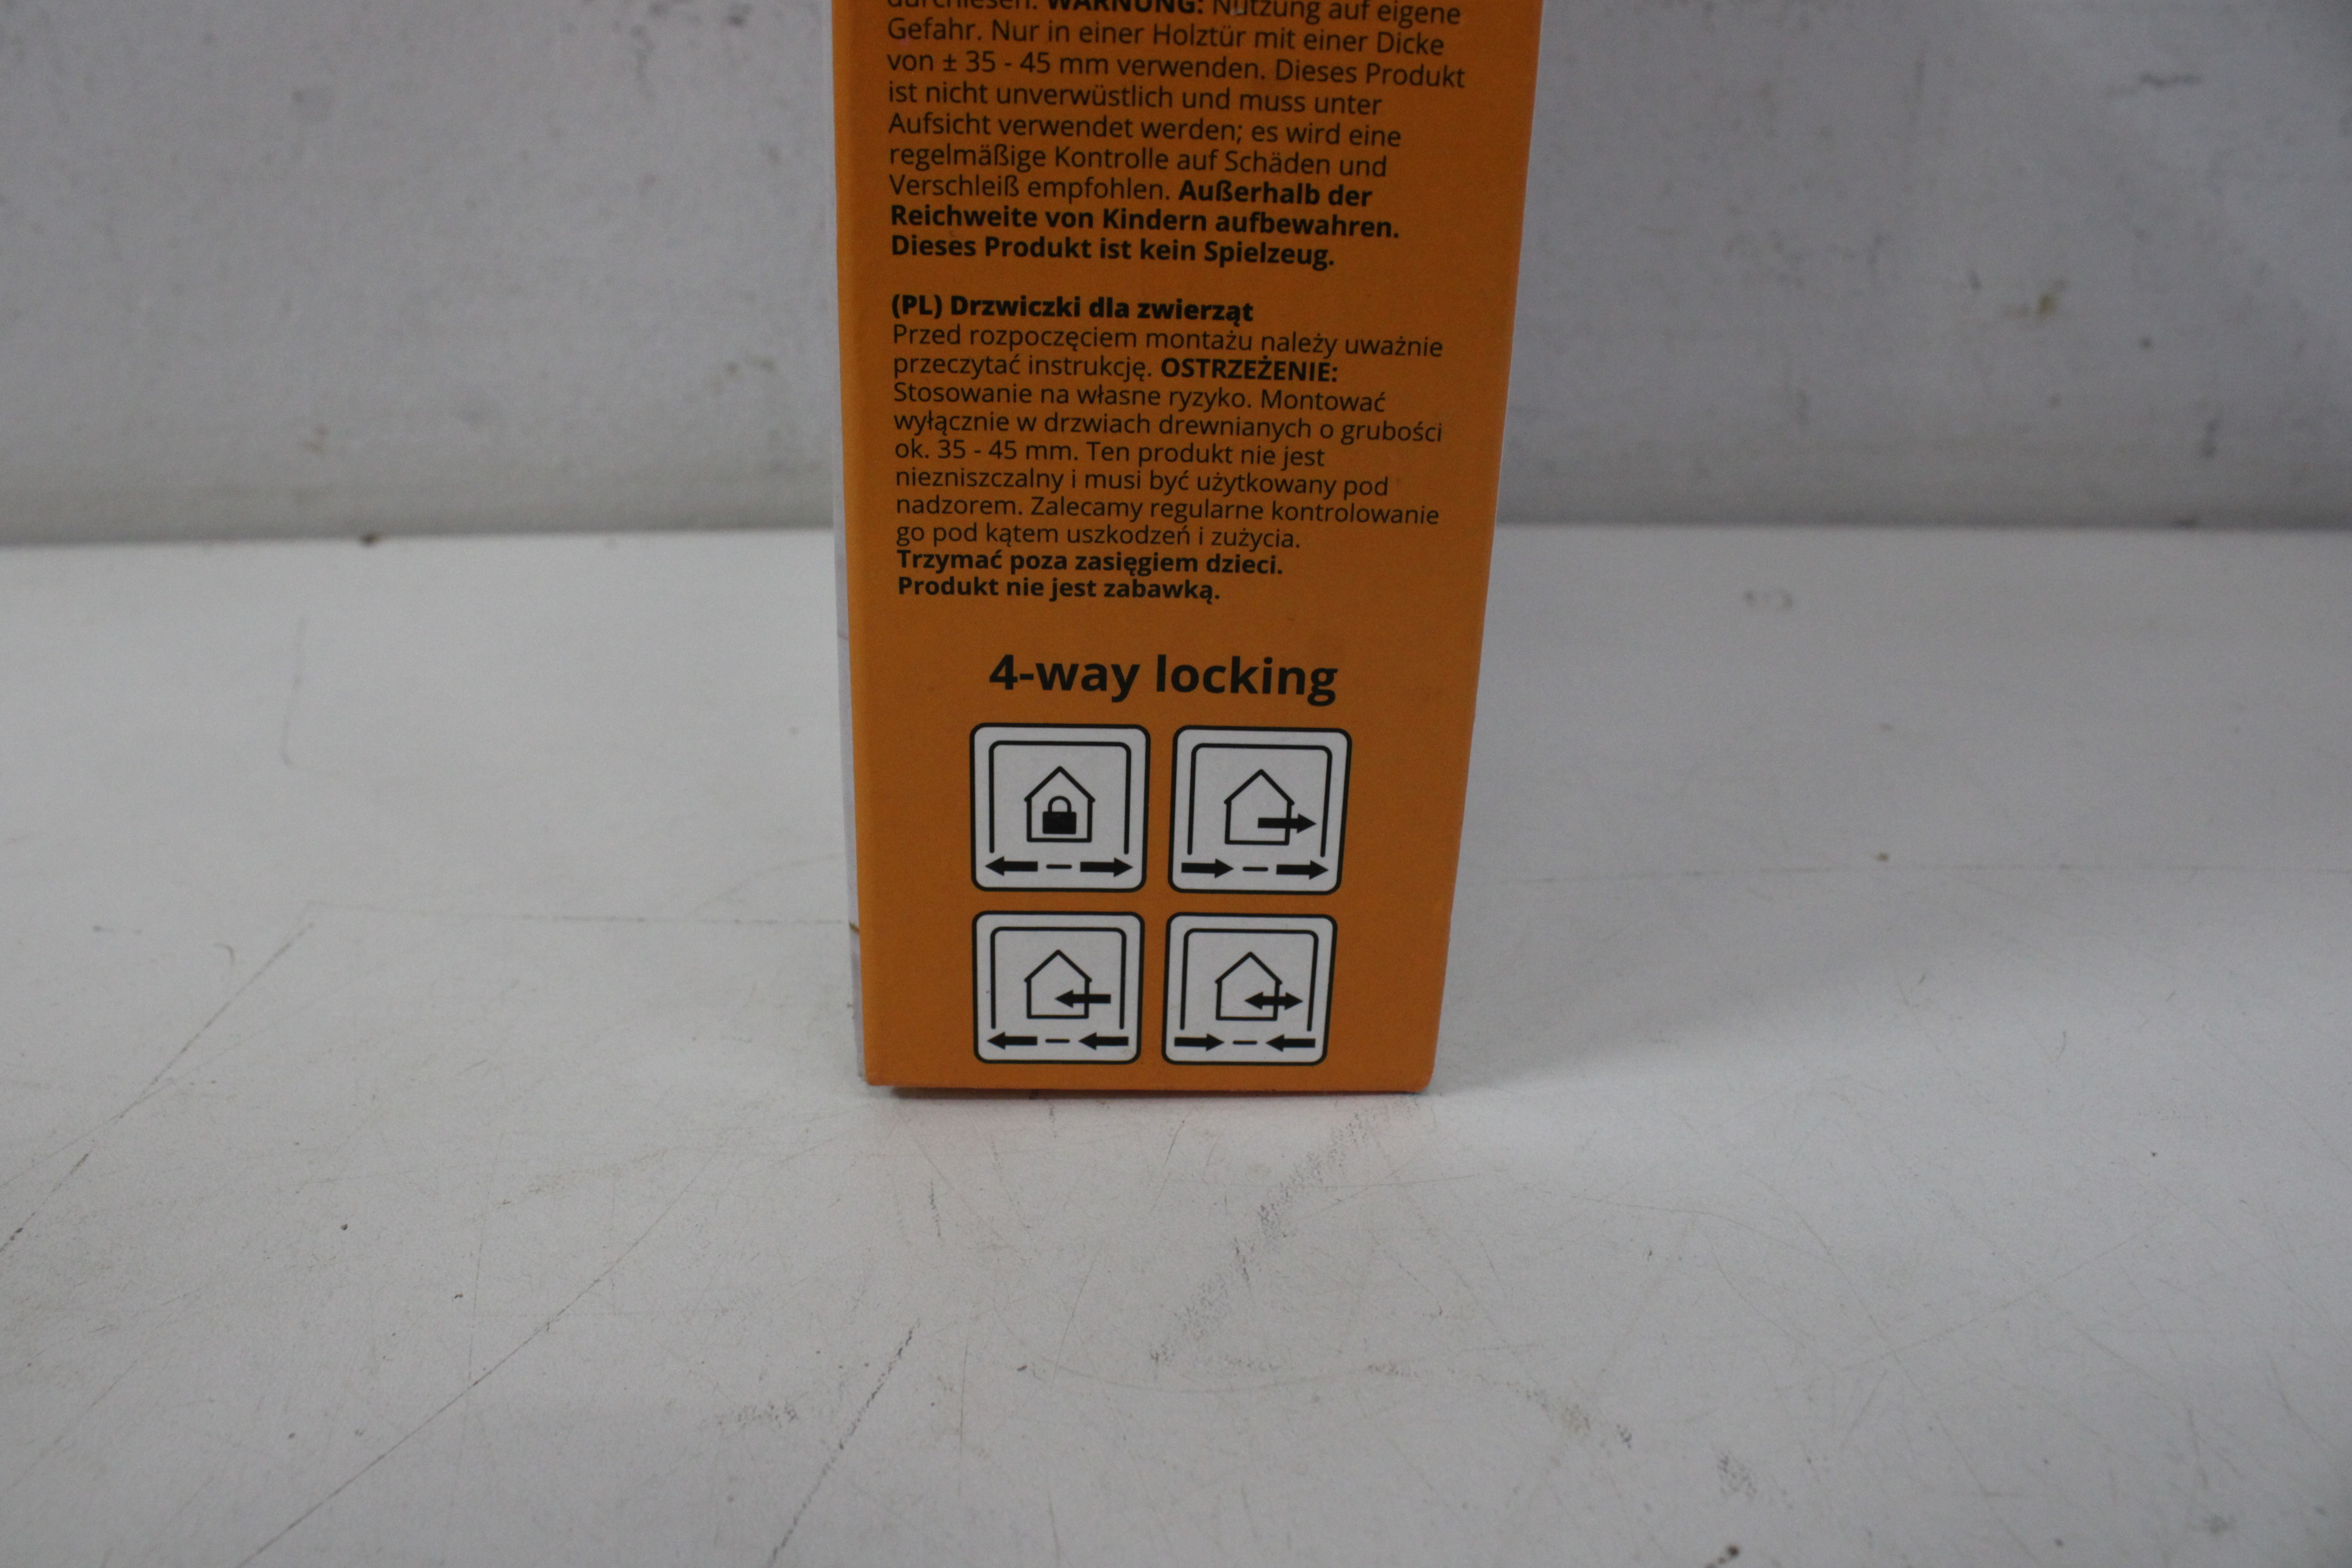 durchlesen. WARNUNG: Nutzung auf eigene
Gefahr. Nur in einer Holztür mit einer Dicke
von ± 35 - 45 mm verwenden. Dieses Produkt
ist nicht unverwüstlich und muss unter
Aufsicht verwendet werden; es wird eine
regelmäßige Kontrolle auf Schäden und
Verschleiß empfohlen. Außerhalb der
Reichweite von Kindern aufbewahren.
Dieses Produkt ist kein Spielzeug.
(PL) Drzwiczki dla zwierząt
Przed rozpoczęciem montażu należy uważnie
przeczytać instrukcję. OSTRZEŻENIE:
Stosowanie na własne ryzyko. Montować
wyłącznie w drzwiach drewnianych o grubości
ok. 35 - 45 mm. Ten produkt nie jest
niezniszczalny i musi być użytkowany pod
nadzorem. Zalecamy regularne kontrolowanie
go pod kątem uszkodzeń i zużycia.
Trzymać poza zasięgiem dzieci.
Produkt nie jest zabawką.
4-way locking